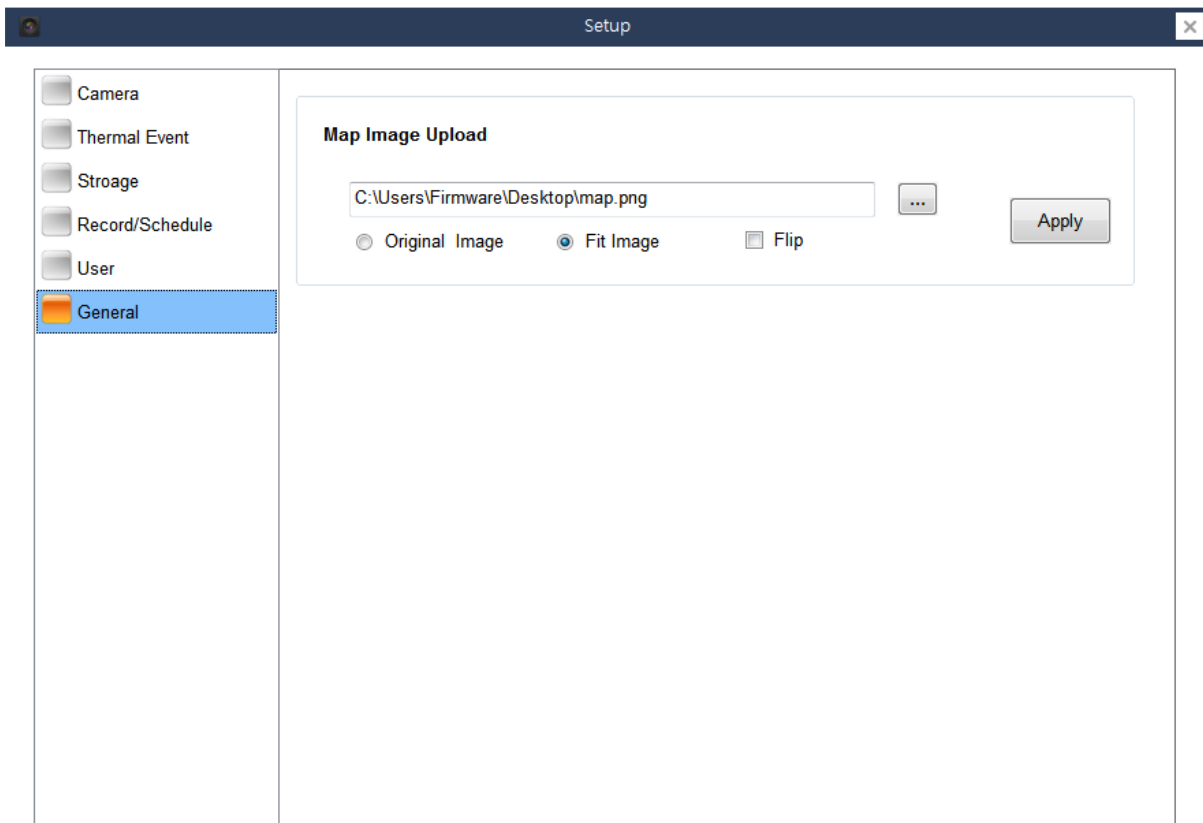 Setup
Camera
Thermal Event
Stroage
Record/Schedule
User
General
Map Image Upload
C:\Users\Firmware\Desktop\map.png
...
Original Image
Fit Image
Flip
Apply